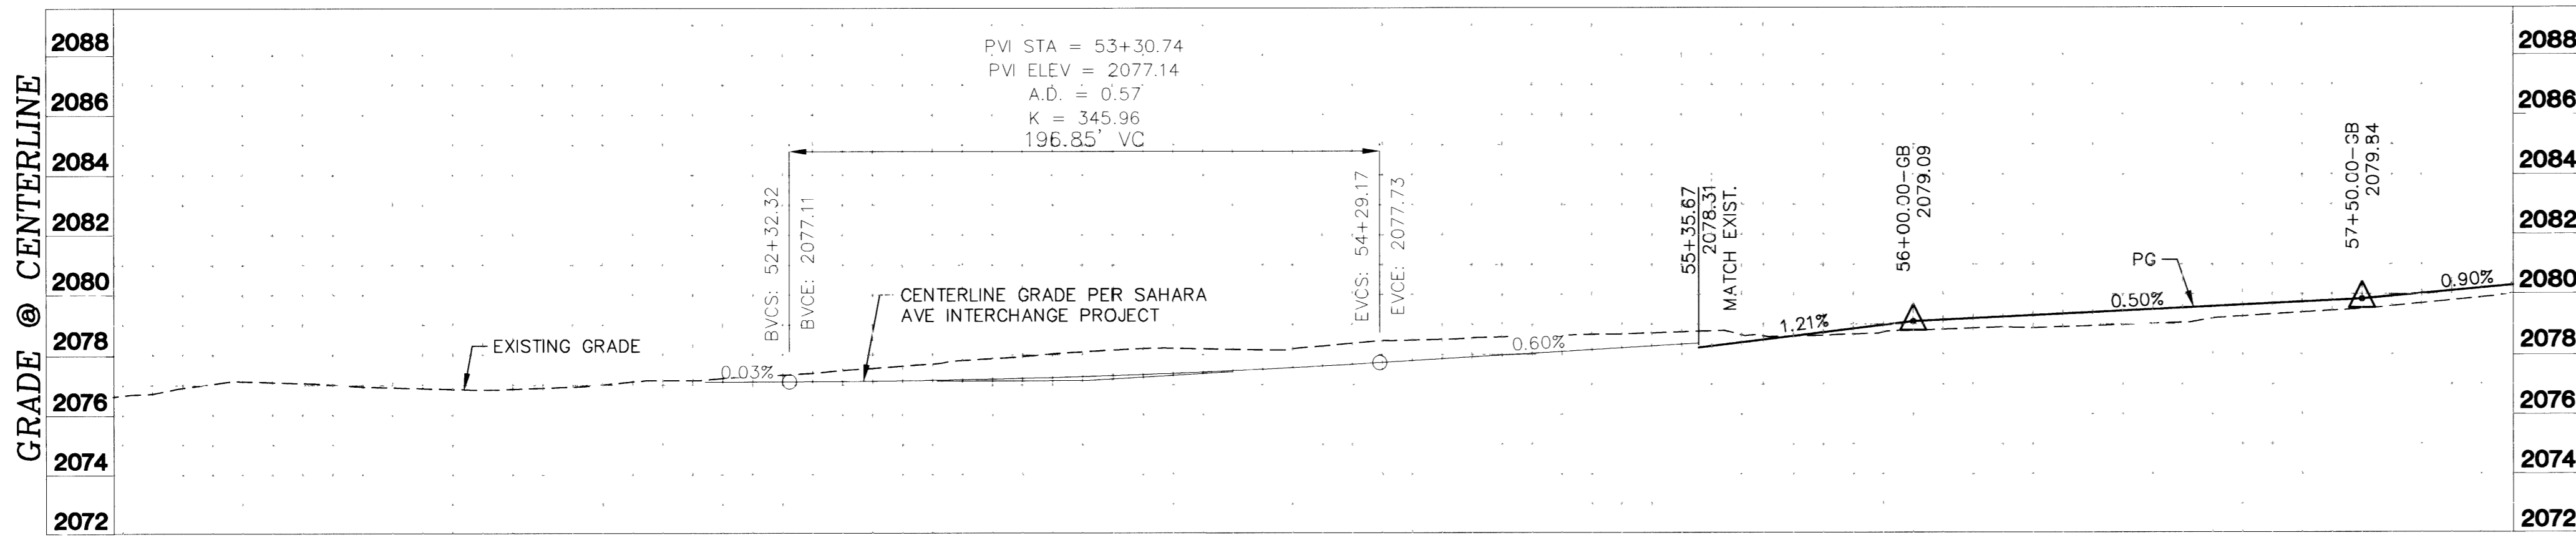 GRADE @ CENTERLINE
2088
2086
2084
2082
2080
2078
2076
2074
2072
PVI STA = 53+30.74
PVI ELEV = 2077.14
A.D. = 0.57
K = 345.96
196.85' VC
BVCS: 52+32.32
BVCE: 2077.11
EVCS: 54+29.17
EVCE: 2077.73
EXISTING GRADE
0.03%
CENTERLINE GRADE PER SAHARA
AVE INTERCHANGE PROJECT
0.60%
55+35.67
2078.31
MATCH EXIST.
1.21%
56+00.00-GB
2079.09
0.50%
PG
57+50.00-GB
2079.84
0.90%
2088
2086
2084
2082
2080
2078
2076
2074
2072